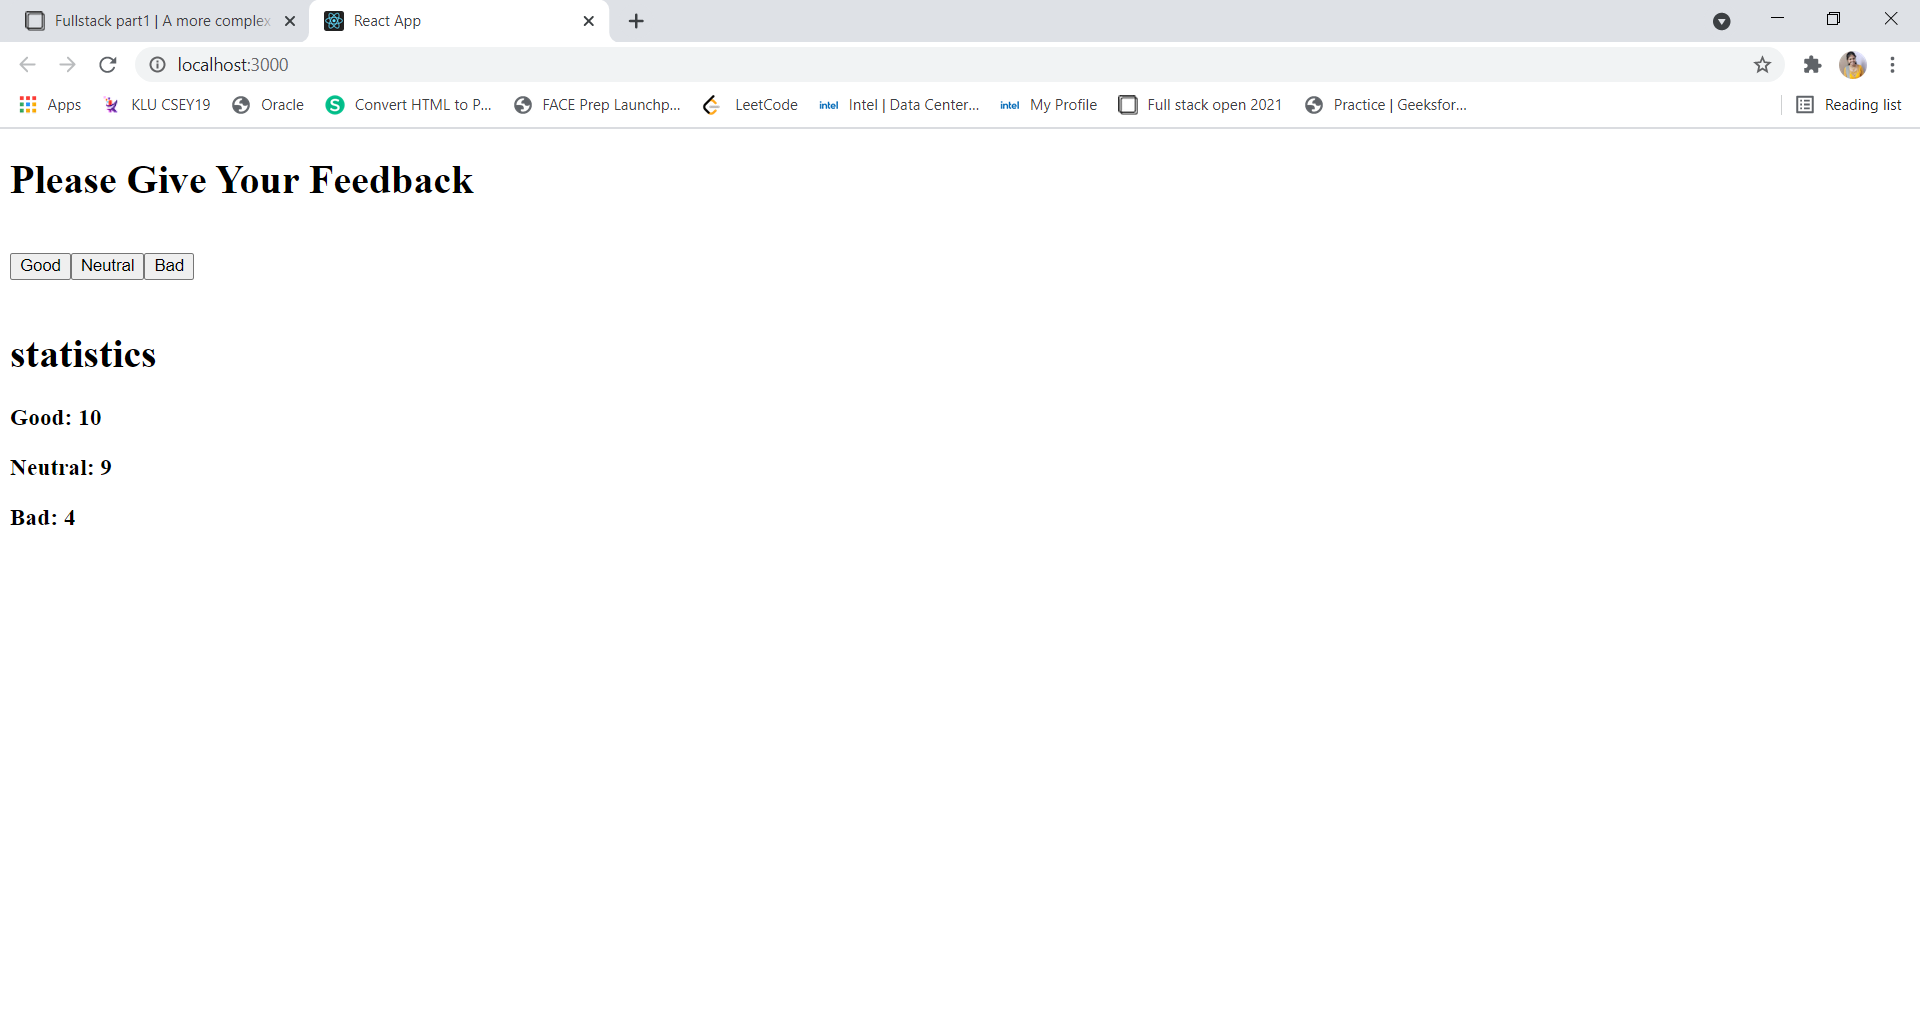 Fullstack part1 | A more complex
React App
localhost:3000
Apps KLU CSEY19 Oracle Convert HTML to P... FACE Prep Launchp... LeetCode intel Intel | Data Center... intel My Profile Full stack open 2021 Practice | Geeksfor... Reading list
Please Give Your Feedback
Good Neutral Bad
statistics
Good: 10
Neutral: 9
Bad: 4